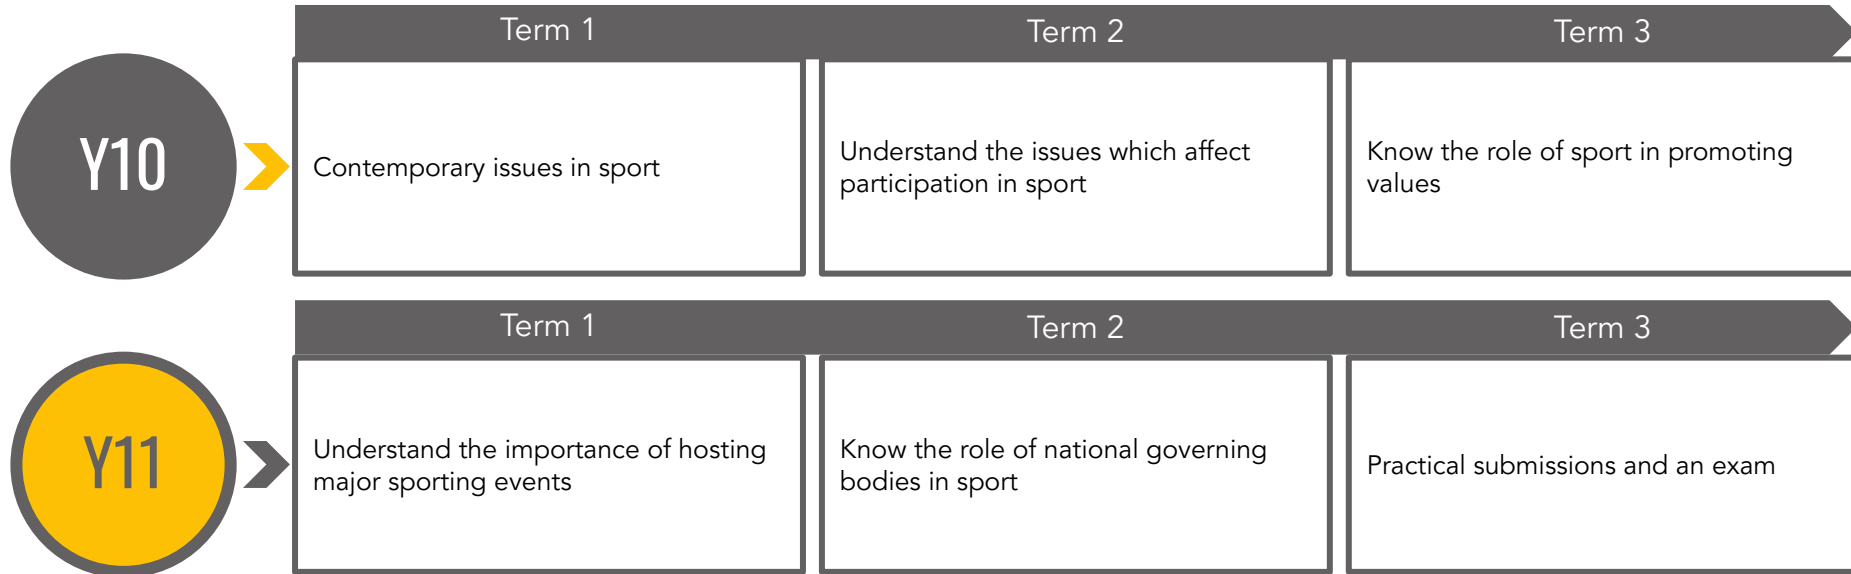 Term 1
Term 2
Term 3
Y10
Contemporary issues in sport
Understand the issues which affect
participation in sport
Know the role of sport in promoting
values
Term 1
Term 2
Term 3
Y11
Understand the importance of hosting
major sporting events
Know the role of national governing
bodies in sport
Practical submissions and an exam